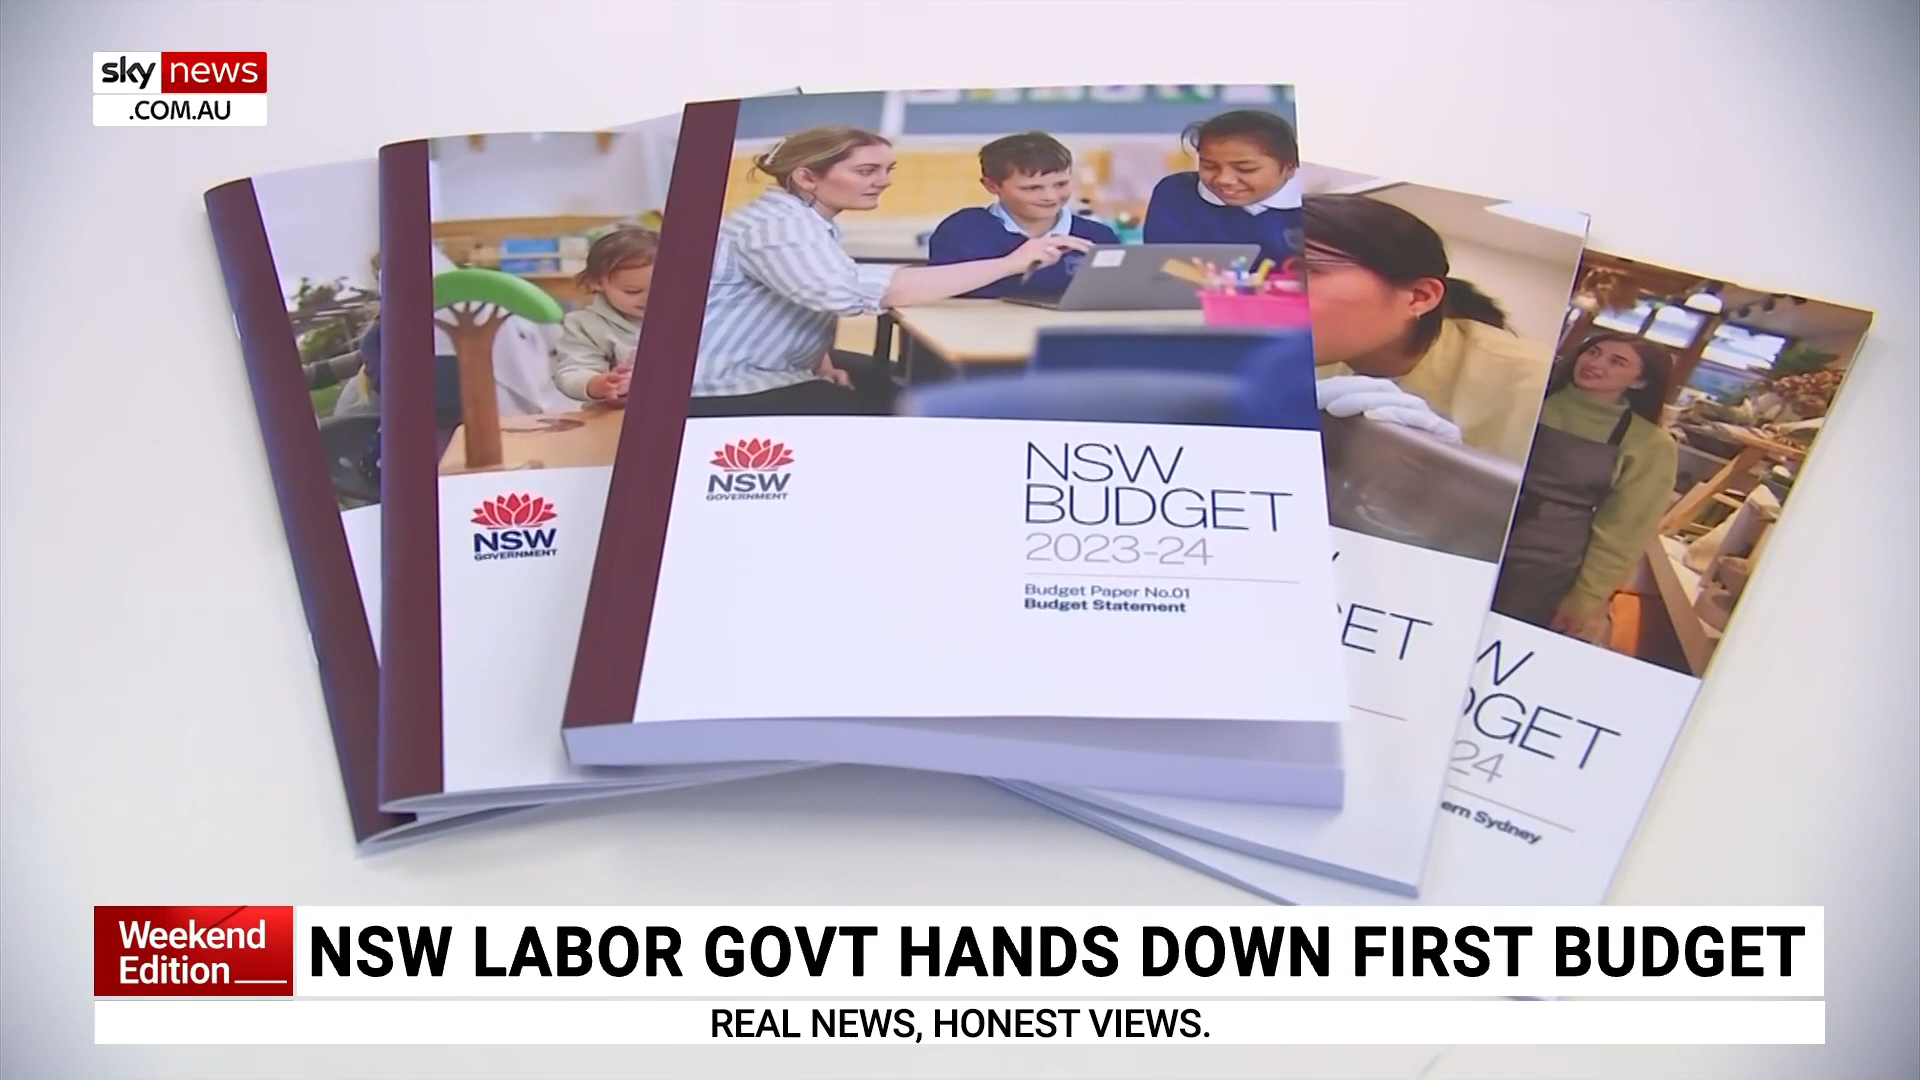 sky news
.COM.AU
NSW
GOVERNMENT
NSW
GOVERNMENT
NSW
BUDGET
2023-24
Budget Paper No.01
Budget Statement
ET
W
GET
24
ern Sydney
Weekend
Edition
NSW LABOR GOVT HANDS DOWN FIRST BUDGET
REAL NEWS, HONEST VIEWS.